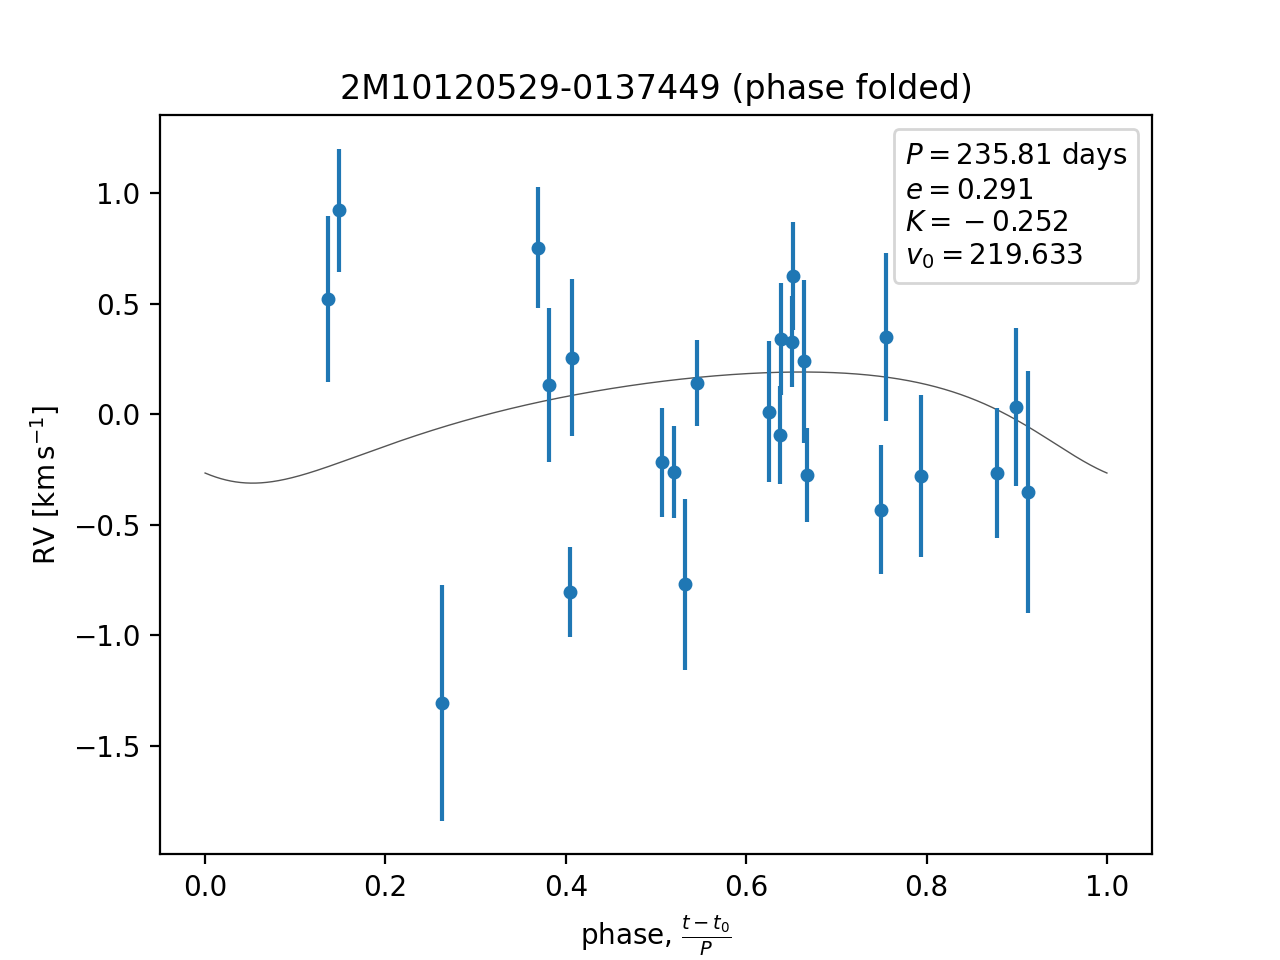 2M10120529-0137449 (phase folded)
P = 235.81 days
e = 0.291
K = −0.252
v₀ = 219.633
1.0
0.5
0.0
−0.5
−1.0
−1.5
RV [km s⁻¹]
0.0 0.2 0.4 0.6 0.8 1.0
phase, (t − t₀)/P